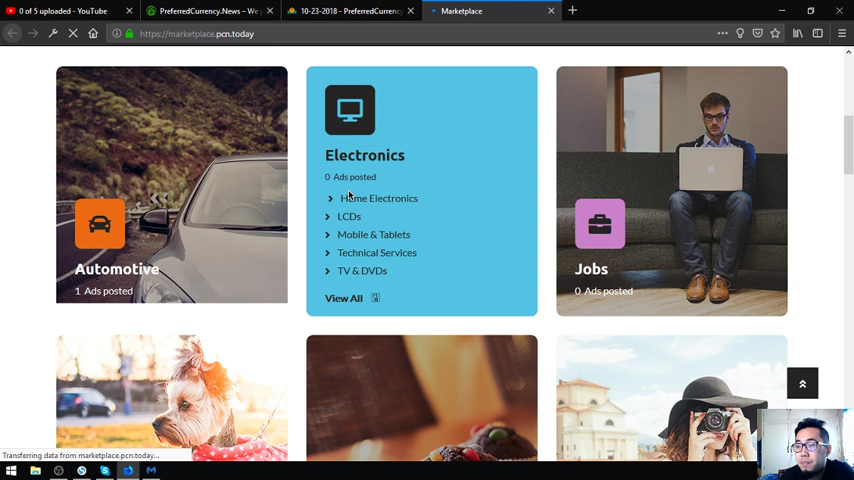 0 of 5 uploaded - YouTube
PreferredCurrency.News – We p
10-23-2018 - PreferredCurrency
Marketplace
https://marketplace.pcn.today
Electronics
0 Ads posted
Home Electronics
LCDs
Mobile & Tablets
Technical Services
TV & DVDs
View All
Automotive
1 Ads posted
Jobs
0 Ads posted
Transferring data from marketplace.pcn.today...